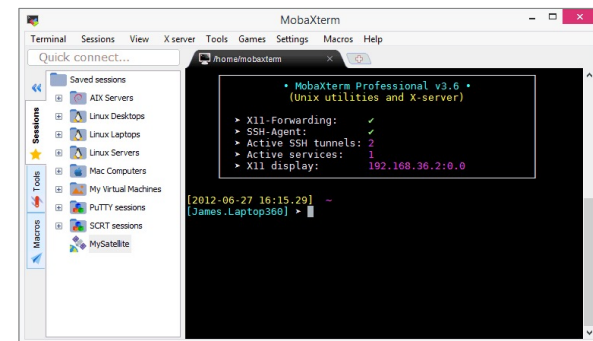 MobaXterm
Terminal Sessions View X server Tools Games Settings Macros Help
Quick connect...
/home/mobaxterm
Saved sessions
AIX Servers
Linux Desktops
Linux Laptops
Linux Servers
Mac Computers
My Virtual Machines
PuTTY sessions
SCRT sessions
MySatellite
Sessions
Tools
Macros
• MobaXterm Professional v3.6 •
(Unix utilities and X-server)
➤ X11-Forwarding: ✔
➤ SSH-Agent: ✔
➤ Active SSH tunnels: 2
➤ Active services: 1
➤ X11 display: 192.168.36.2:0.0
[2012-06-27 16:15.29] ~
[James.Laptop360] ➤